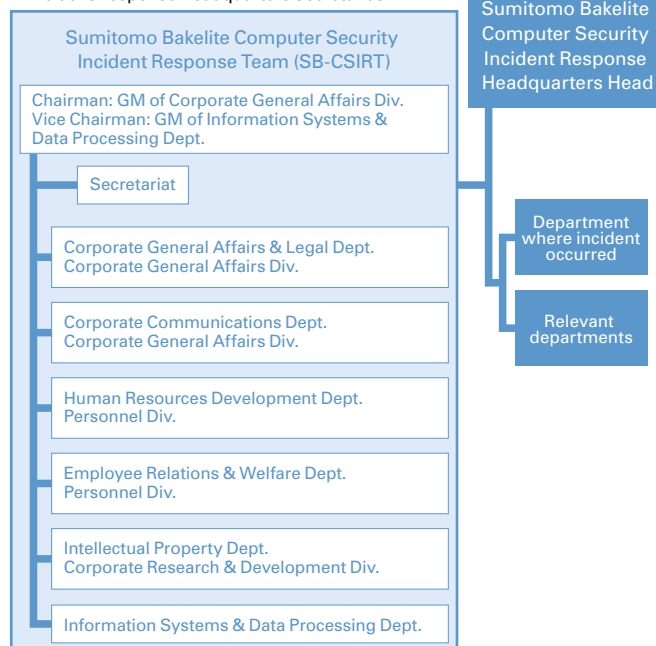 Sumitomo Bakelite Computer Security
Incident Response Team (SB-CSIRT)
Chairman: GM of Corporate General Affairs Div.
Vice Chairman: GM of Information Systems &
Data Processing Dept.
Secretariat
Corporate General Affairs & Legal Dept.
Corporate General Affairs Div.
Corporate Communications Dept.
Corporate General Affairs Div.
Human Resources Development Dept.
Personnel Div.
Employee Relations & Welfare Dept.
Personnel Div.
Intellectual Property Dept.
Corporate Research & Development Div.
Information Systems & Data Processing Dept.
Sumitomo Bakelite
Computer Security
Incident Response
Headquarters Head
Department
where incident
occurred
Relevant
departments